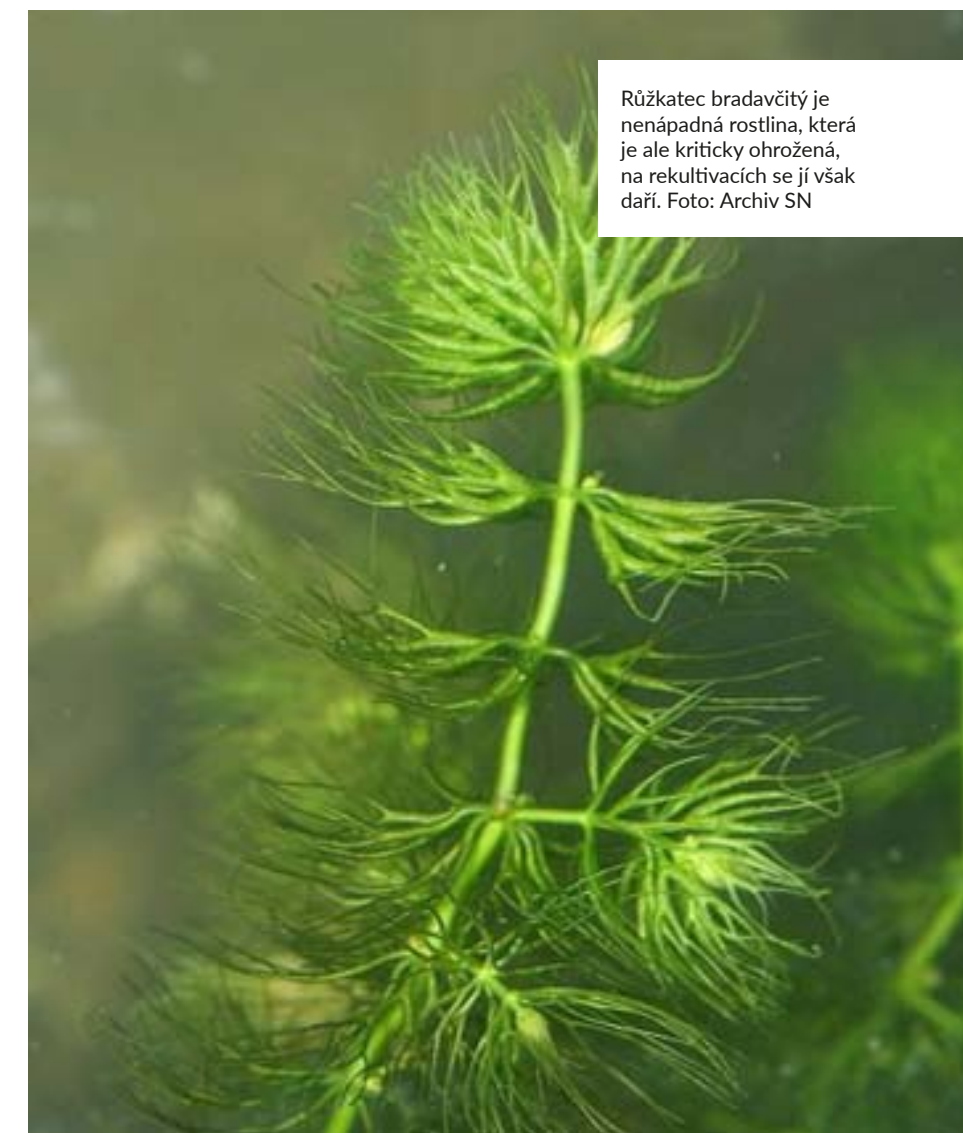 Růžkatec bradavčitý je
nenápadná rostlina, která
je ale kriticky ohrožená,
na rekultivacích se jí však
daří. Foto: Archiv SN